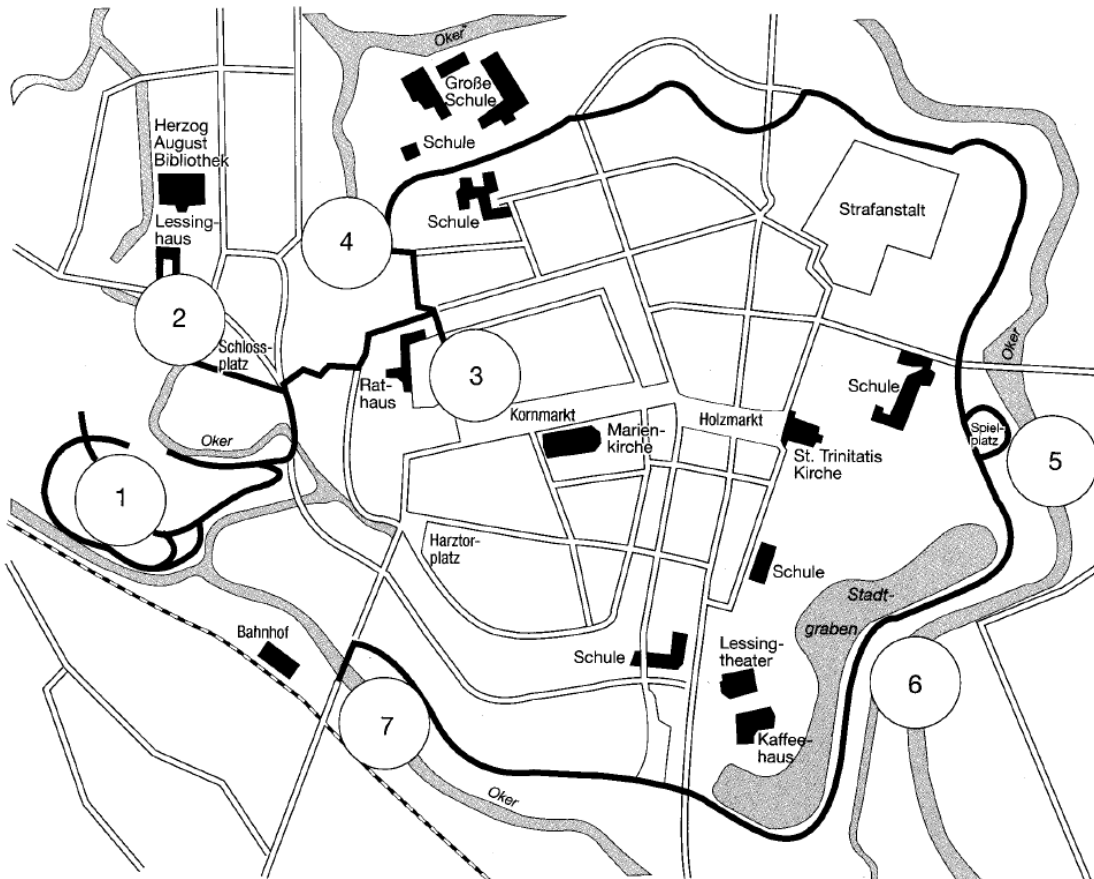 Oker
Große
Schule
Herzog
August
Bibliothek
Schule
Lessing-
haus
Schule
Strafanstalt
4
2
Schloss-
platz
Oker
3
Rat-
haus
Schule
Kornmarkt
Holzmarkt
Marien-
kirche
St. Trinitatis
Kirche
Spiel-
platz
5
Oker
1
Harztor-
platz
Schule
Stadt-
graben
Bahnhof
Schule
Lessing-
theater
6
7
Kaffee-
haus
Oker